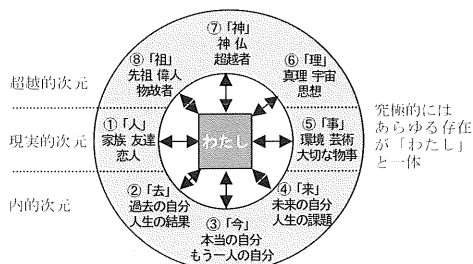 ⑦「神」
神 仏
超越者
⑧「祖」
先祖 偉人
物故者
⑥「理」
真理 宇宙
思想
超越的次元
①「人」
家族 友達
恋人
わたし
⑤「事」
環境 芸術
大切な物事
現実的次元
究極的には
あらゆる存在
が「わたし」
と一体
②「去」
過去の自分
人生の結果
④「来」
未来の自分
人生の課題
内的次元
③「今」
本当の自分
もう一人の自分